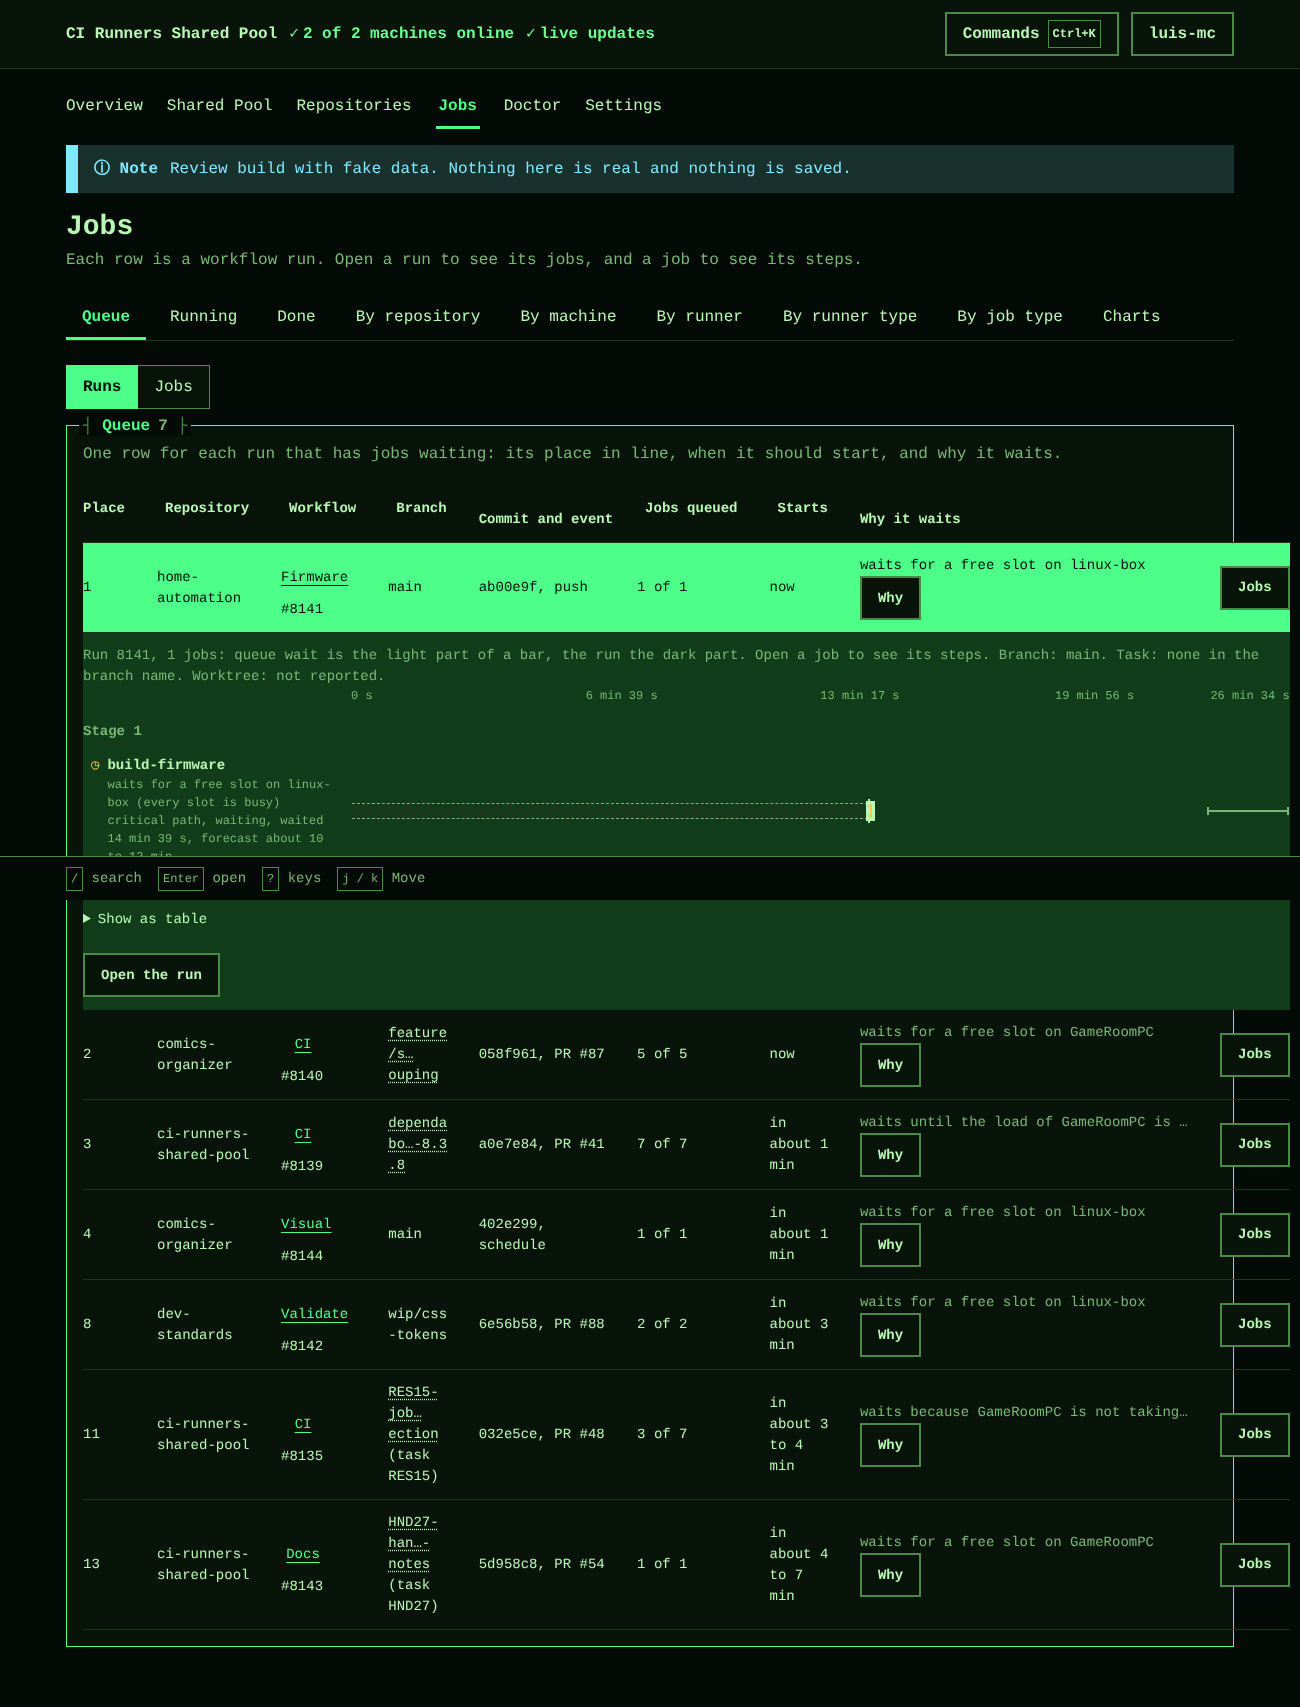 CI Runners Shared Pool ✓ 2 of 2 machines online ✓ live updates Commands Ctrl+K luis-mc
Overview Shared Pool Repositories Jobs Doctor Settings
ⓘ Note Review build with fake data. Nothing here is real and nothing is saved.
Jobs
Each row is a workflow run. Open a run to see its jobs, and a job to see its steps.
Queue Running Done By repository By machine By runner By runner type By job type Charts
Runs Jobs
┤ Queue 7 ├
One row for each run that has jobs waiting: its place in line, when it should start, and why it waits.
Place Repository Workflow Branch Commit and event Jobs queued Starts Why it waits
1
home-
automation
Firmware
#8141
main
ab00e9f, push
1 of 1
now
waits for a free slot on linux-box
Why
Jobs
Run 8141, 1 jobs: queue wait is the light part of a bar, the run the dark part. Open a job to see its steps. Branch: main. Task: none in the
branch name. Worktree: not reported.
0 s 6 min 39 s 13 min 17 s 19 min 56 s 26 min 34 s
Stage 1
◷ build-firmware
waits for a free slot on linux-
box (every slot is busy)
critical path, waiting, waited
14 min 39 s, forecast about 10
/ search Enter open ? keys j / k Move
▶ Show as table
Open the run
2
comics-
organizer
CI
#8140
feature
/s…
ouping
058f961, PR #87
5 of 5
now
waits for a free slot on GameRoomPC
Why
Jobs
3
ci-runners-
shared-pool
CI
#8139
dependa
bo…-8.3
.8
a0e7e84, PR #41
7 of 7
in
about 1
min
waits until the load of GameRoomPC is …
Why
Jobs
4
comics-
organizer
Visual
#8144
main
402e299,
schedule
1 of 1
in
about 1
min
waits for a free slot on linux-box
Why
Jobs
8
dev-
standards
Validate
#8142
wip/css
-tokens
6e56b58, PR #88
2 of 2
in
about 3
min
waits for a free slot on linux-box
Why
Jobs
11
ci-runners-
shared-pool
CI
#8135
RES15-
job…
ection
(task
RES15)
032e5ce, PR #48
3 of 7
in
about 3
to 4
min
waits because GameRoomPC is not taking…
Why
Jobs
13
ci-runners-
shared-pool
Docs
#8143
HND27-
han…-
notes
(task
HND27)
5d958c8, PR #54
1 of 1
in
about 4
to 7
min
waits for a free slot on GameRoomPC
Why
Jobs